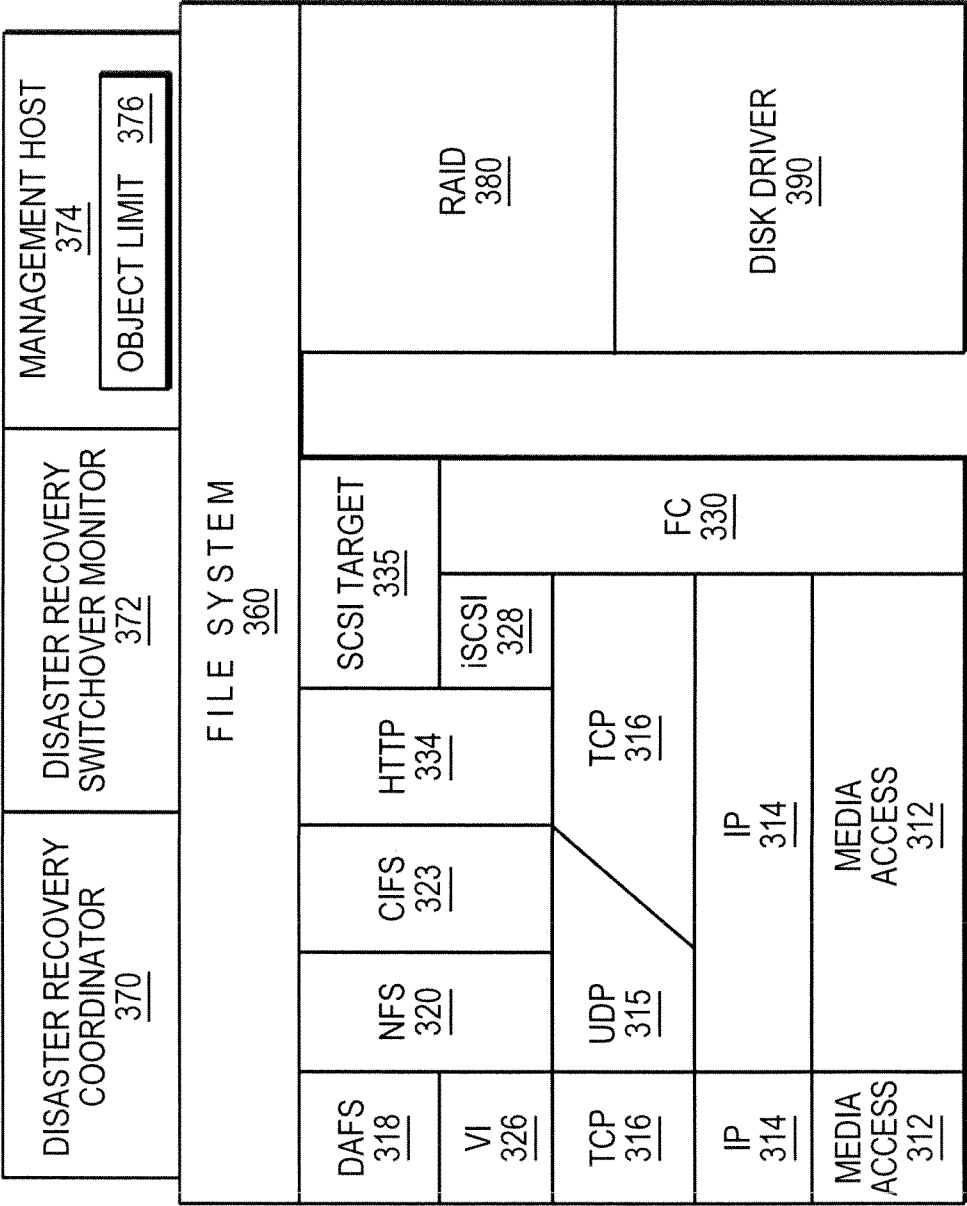 DISASTER RECOVERY
COORDINATOR
370
DISASTER RECOVERY
SWITCHOVER MONITOR
372
MANAGEMENT HOST
374
OBJECT LIMIT 376
FILE SYSTEM
360
DAFS
318
NFS
320
CIFS
323
HTTP
334
SCSI TARGET
335
RAID
380
VI
326
iSCSI
328
FC
330
TCP
316
UDP
315
TCP
316
DISK DRIVER
390
IP
314
IP
314
MEDIA
ACCESS
312
MEDIA
ACCESS
312